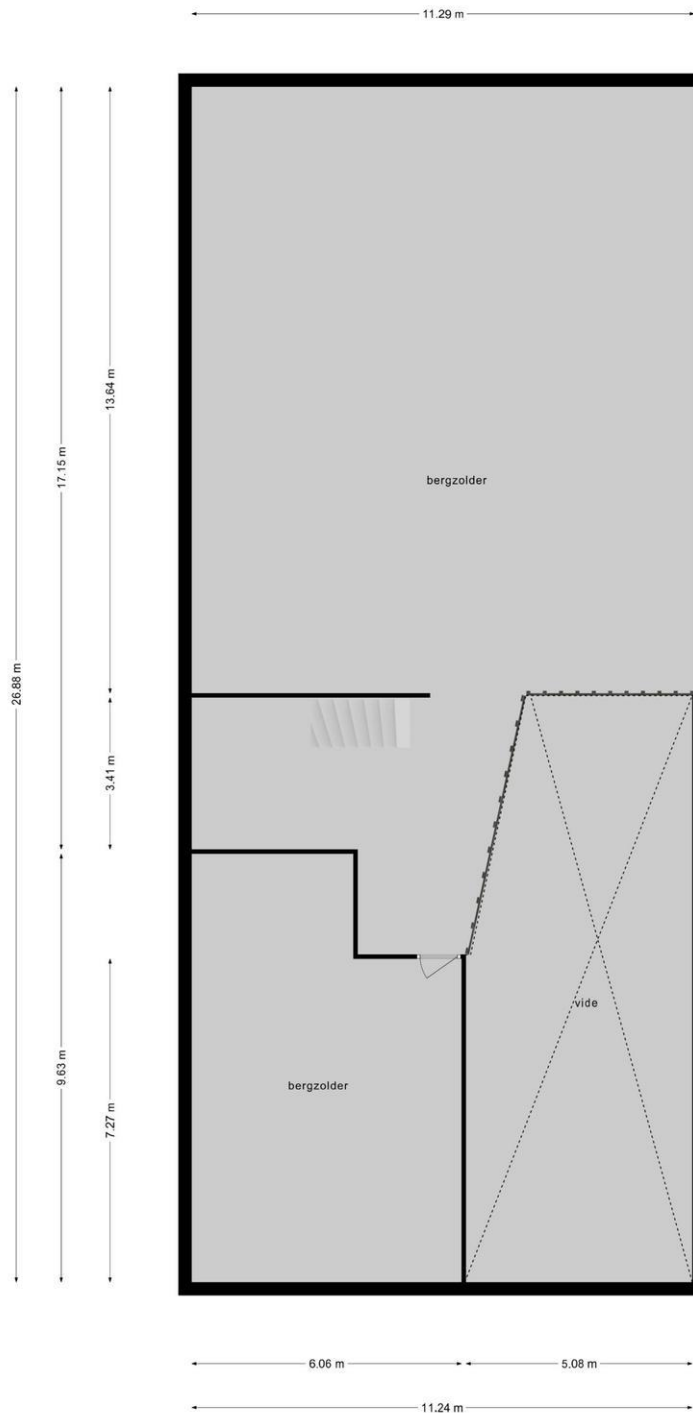 11.29 m
13.64 m
17.15 m
bergzolder
26.88 m
3.41 m
vide
9.63 m
bergzolder
7.27 m
6.06 m
5.08 m
11.24 m